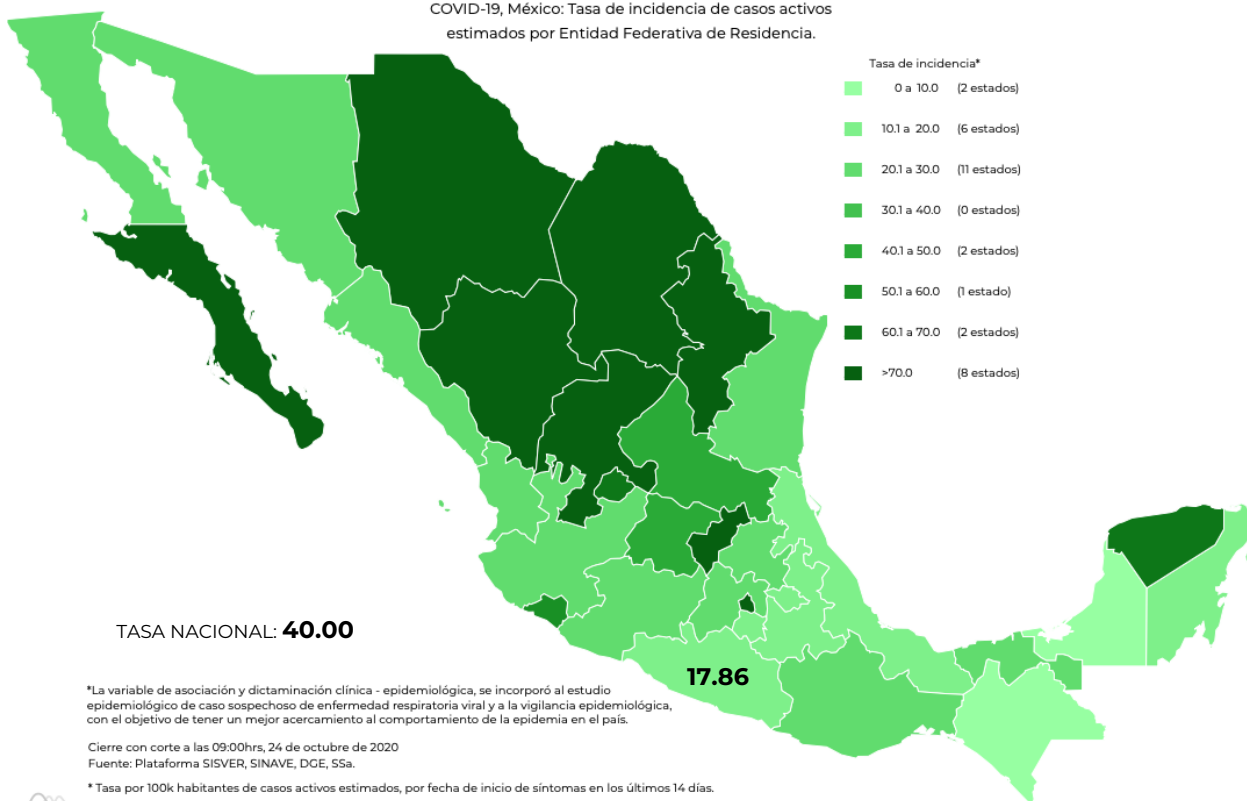 COVID-19, México: Tasa de incidencia de casos activos
estimados por Entidad Federativa de Residencia.
Tasa de incidencia*
0 a 10.0 (2 estados)
10.1 a 20.0 (6 estados)
20.1 a 30.0 (11 estados)
30.1 a 40.0 (0 estados)
40.1 a 50.0 (2 estados)
50.1 a 60.0 (1 estado)
60.1 a 70.0 (2 estados)
>70.0 (8 estados)
TASA NACIONAL: 40.00
17.86
*La variable de asociación y dictaminación clínica - epidemiológica, se incorporó al estudio
epidemiológico de caso sospechoso de enfermedad respiratoria viral y a la vigilancia epidemiológica,
con el objetivo de tener un mejor acercamiento al comportamiento de la epidemia en el país.
Cierre con corte a las 09:00hrs, 24 de octubre de 2020
Fuente: Plataforma SISVER, SINAVE, DGE, SSa.
* Tasa por 100k habitantes de casos activos estimados, por fecha de inicio de síntomas en los últimos 14 días.